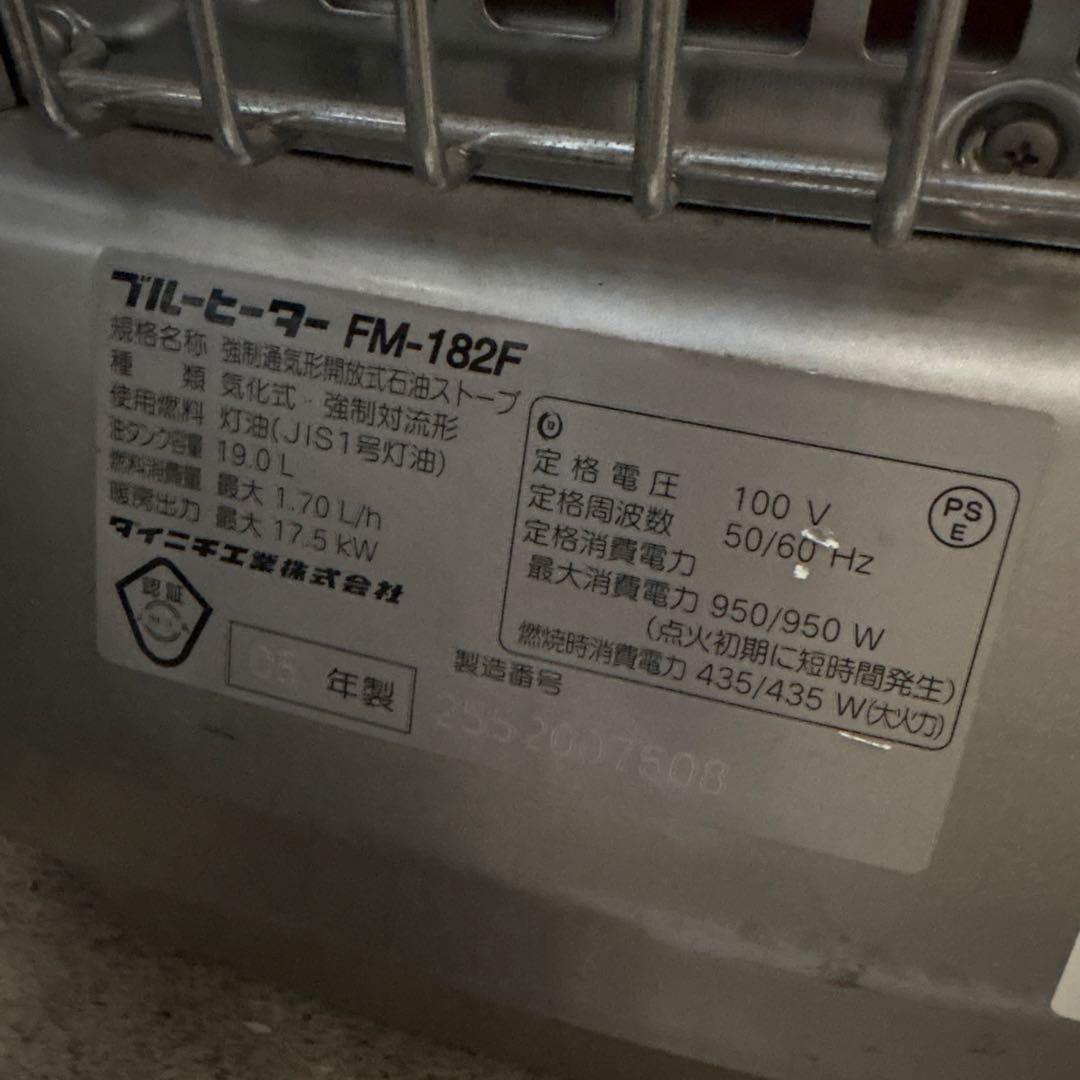 ブルーヒーター FM-182F
規格名称 強制通気形開放式石油ストーブ
種類 気化式・強制対流形
使用燃料 灯油(JIS1号灯油)
油タンク容量 19.0 L
燃料消費量 最大 1.70 L/h
暖房出力 最大 17.5 kW
ダイニチ工業株式会社
認証
05 年製
製造番号
2552007508
定格電圧 100 V
定格周波数 50/60 Hz
定格消費電力
最大消費電力 950/950 W
(点火初期に短時間発生)
燃焼時消費電力 435/435 W(大火力)
PS
E